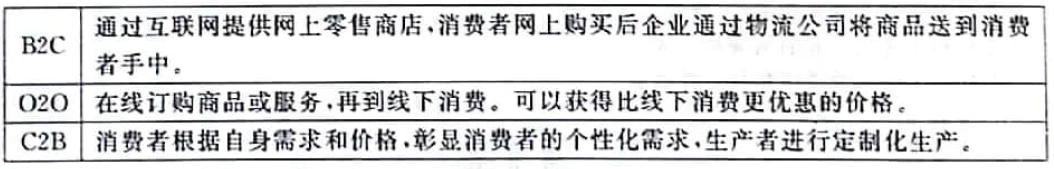 B2C 通过互联网提供网上零售商店,消费者网上购买后企业通过物流公司将商品送到消费
者手中。
O2O 在线订购商品或服务,再到线下消费。可以获得比线下消费更优惠的价格。
C2B 消费者根据自身需求和价格,彰显消费者的个性化需求,生产者进行定制化生产。